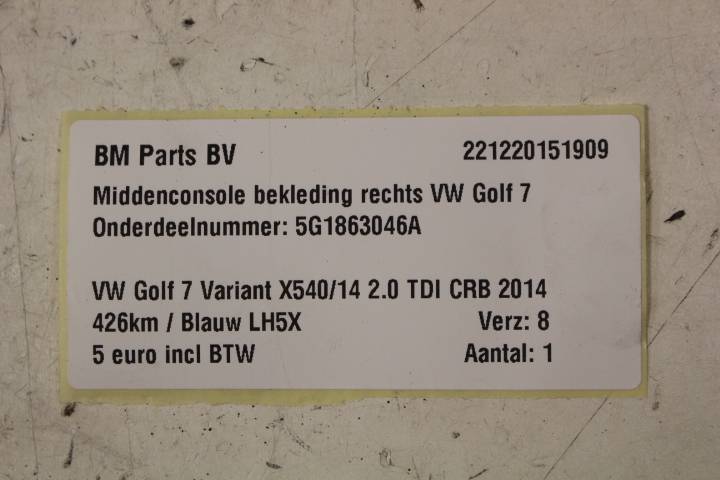 BM Parts BV 221220151909
Middenconsole bekleding rechts VW Golf 7
Onderdeelnummer: 5G1863046A
VW Golf 7 Variant X540/14 2.0 TDI CRB 2014
426km / Blauw LH5X Verz: 8
5 euro incl BTW Aantal: 1